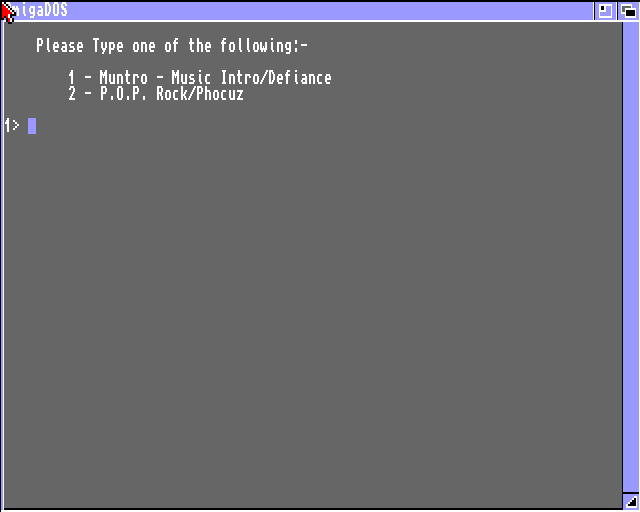 migaDOS
Please Type one of the following:-
1 - Muntro - Music Intro/Defiance
2 - P.O.P. Rock/Phocuz
1>